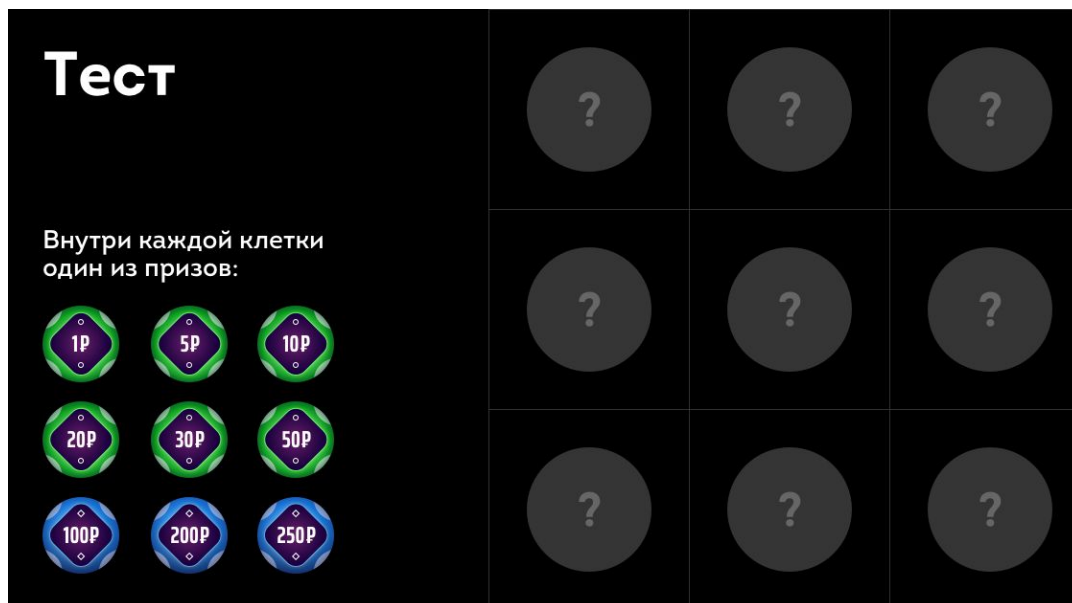 Тест
Внутри каждой клетки
один из призов:
1₽ 5₽ 10₽
20₽ 30₽ 50₽
100₽ 200₽ 250₽
? ? ?
? ? ?
? ? ?